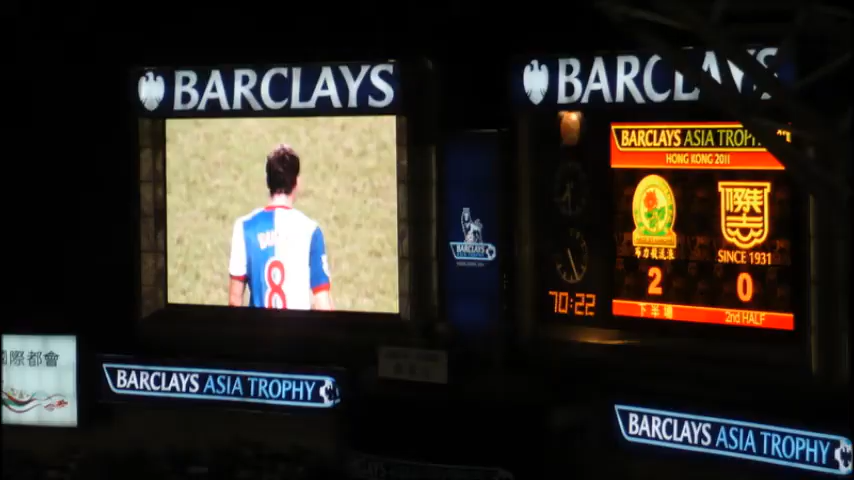 BARCLAYS
BARCLAYS
BARCLAYS ASIA TROPHY
HONG KONG 2011
8
BARCLAYS
SINCE 1931
2
0
70:22
下半場
2nd HALF
國際都會
BARCLAYS ASIA TROPHY
BARCLAYS ASIA TROPHY